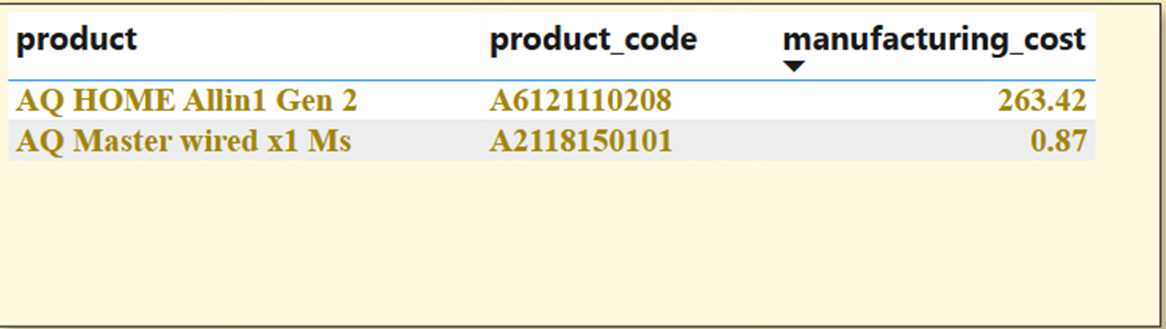 product product_code manufacturing_cost
AQ HOME Allin1 Gen 2 A6121110208 263.42
AQ Master wired x1 Ms A2118150101 0.87